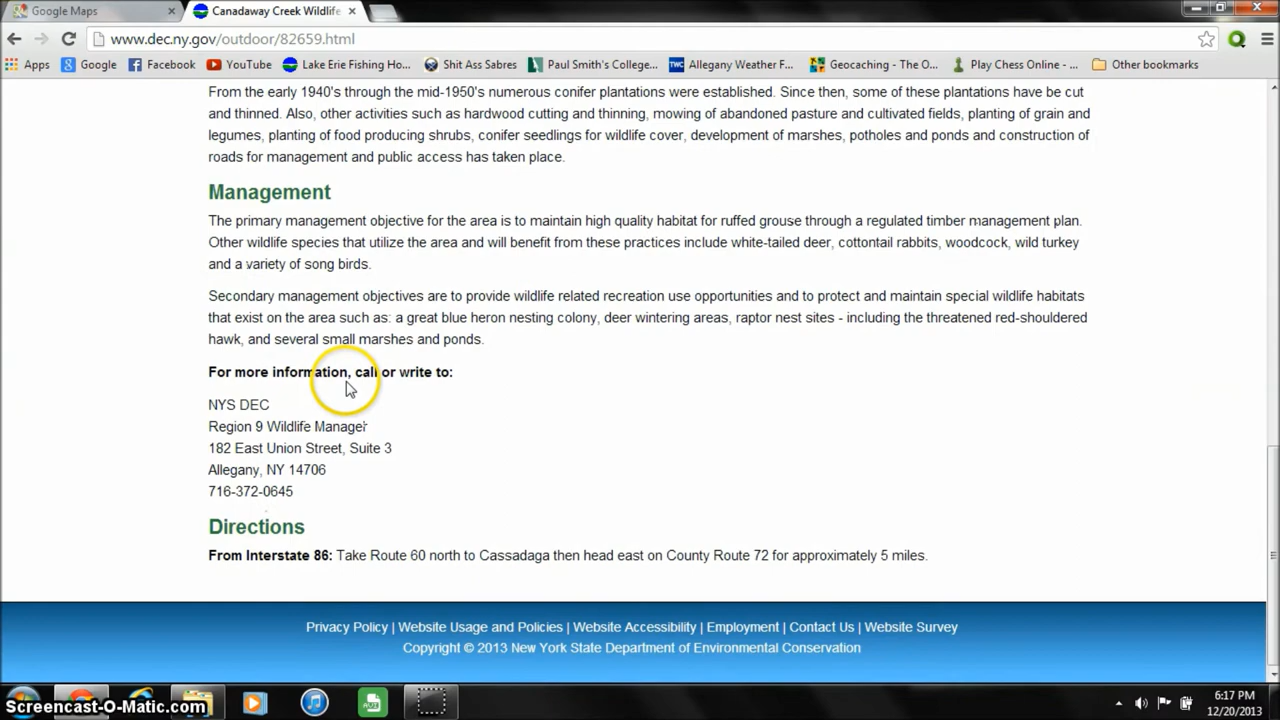 Google Maps
Canadaway Creek Wildlife
www.dec.ny.gov/outdoor/82659.html
Apps Google Facebook YouTube Lake Erie Fishing Ho... Shit Ass Sabres Paul Smith's College... TWC Allegany Weather F... Geocaching - The O... Play Chess Online - ... Other bookmarks
From the early 1940's through the mid-1950's numerous conifer plantations were established. Since then, some of these plantations have be cut
and thinned. Also, other activities such as hardwood cutting and thinning, mowing of abandoned pasture and cultivated fields, planting of grain and
legumes, planting of food producing shrubs, conifer seedlings for wildlife cover, development of marshes, potholes and ponds and construction of
roads for management and public access has taken place.
Management
The primary management objective for the area is to maintain high quality habitat for ruffed grouse through a regulated timber management plan.
Other wildlife species that utilize the area and will benefit from these practices include white-tailed deer, cottontail rabbits, woodcock, wild turkey
and a variety of song birds.
Secondary management objectives are to provide wildlife related recreation use opportunities and to protect and maintain special wildlife habitats
that exist on the area such as: a great blue heron nesting colony, deer wintering areas, raptor nest sites - including the threatened red-shouldered
hawk, and several small marshes and ponds.
For more information, call or write to:
NYS DEC
Region 9 Wildlife Manager
182 East Union Street, Suite 3
Allegany, NY 14706
716-372-0645
Directions
From Interstate 86: Take Route 60 north to Cassadaga then head east on County Route 72 for approximately 5 miles.
Privacy Policy | Website Usage and Policies | Website Accessibility | Employment | Contact Us | Website Survey
Copyright © 2013 New York State Department of Environmental Conservation
Screencast-O-Matic.com
AVG
6:17 PM
12/20/2013